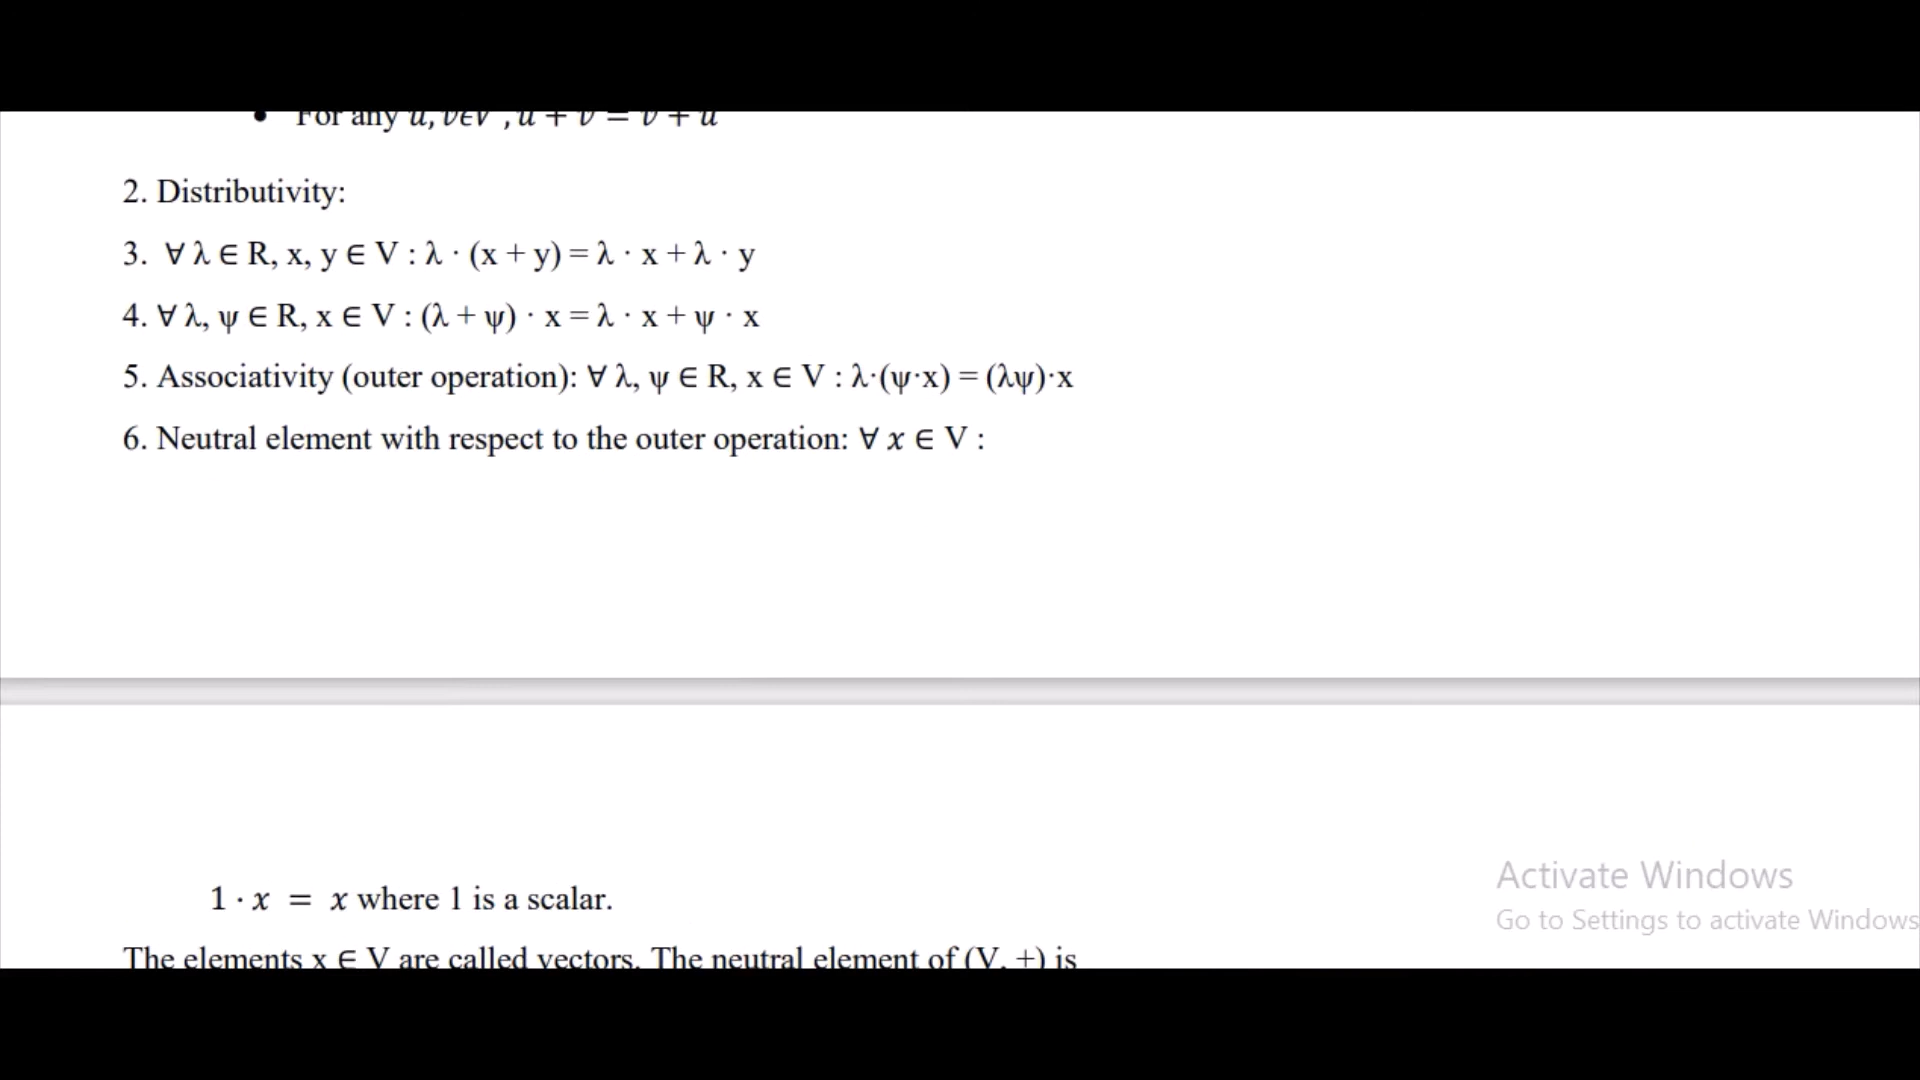 • For any u, v∈V , u + v = v + u
2. Distributivity:
3. ∀ λ ∈ R, x, y ∈ V : λ · (x + y) = λ · x + λ · y
4. ∀ λ, ψ ∈ R, x ∈ V : (λ + ψ) · x = λ · x + ψ · x
5. Associativity (outer operation): ∀ λ, ψ ∈ R, x ∈ V : λ·(ψ·x) = (λψ)·x
6. Neutral element with respect to the outer operation: ∀ x ∈ V :
1 · x = x where 1 is a scalar.
The elements x ∈ V are called vectors. The neutral element of (V, +) is
Activate Windows
Go to Settings to activate Windows